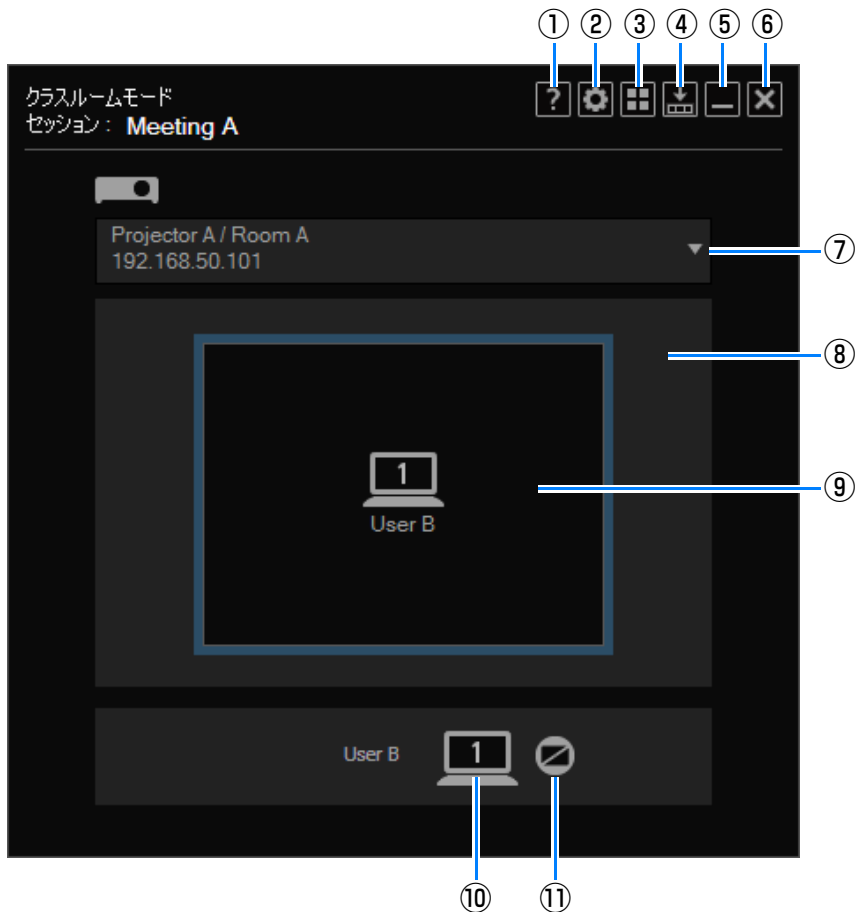 ① ② ③ ④ ⑤ ⑥
クラスルームモード
セッション： Meeting A
?
Projector A / Room A
192.168.50.101
⑦
⑧
1
User B
⑨
User B
1
⑩ ⑪